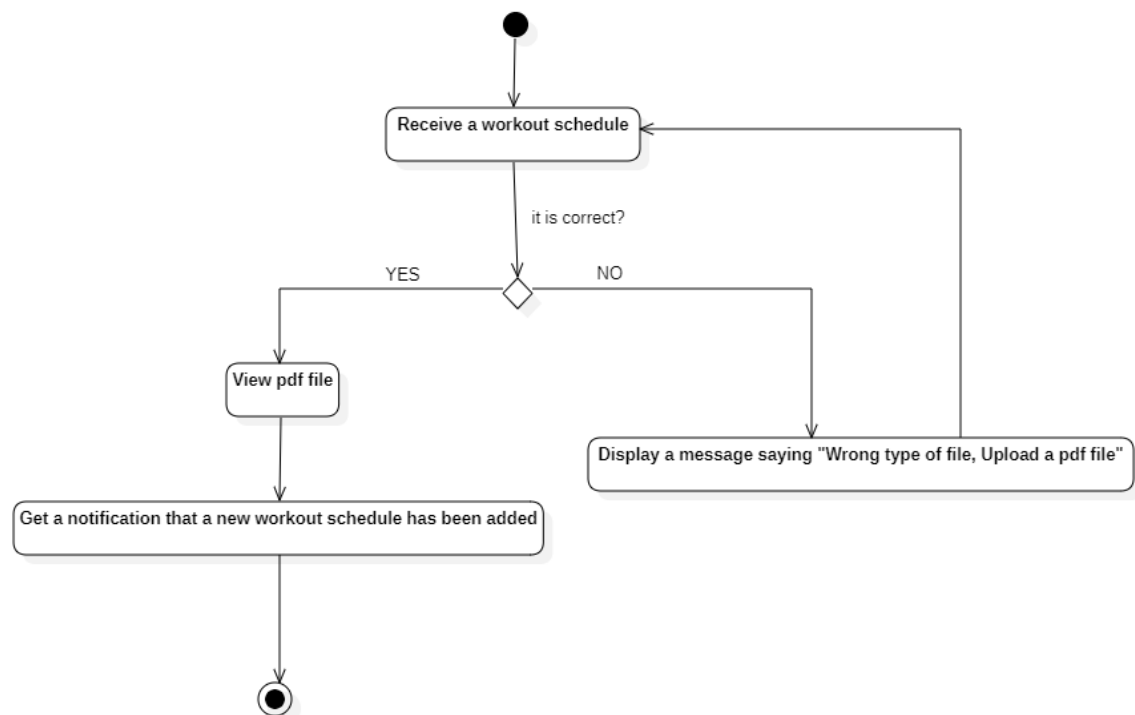 Receive a workout schedule
it is correct?
YES
NO
View pdf file
Display a message saying "Wrong type of file, Upload a pdf file"
Get a notification that a new workout schedule has been added